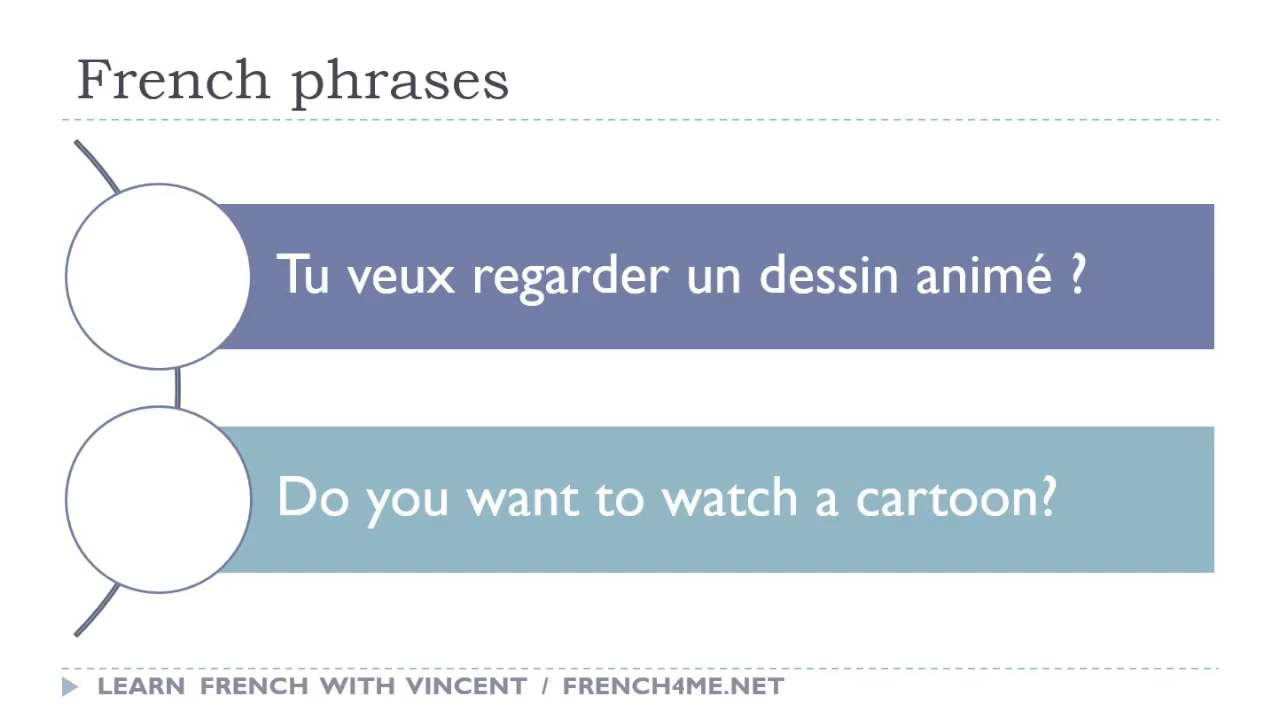 French phrases
Tu veux regarder un dessin animé ?
Do you want to watch a cartoon?
LEARN FRENCH WITH VINCENT / FRENCH4ME.NET